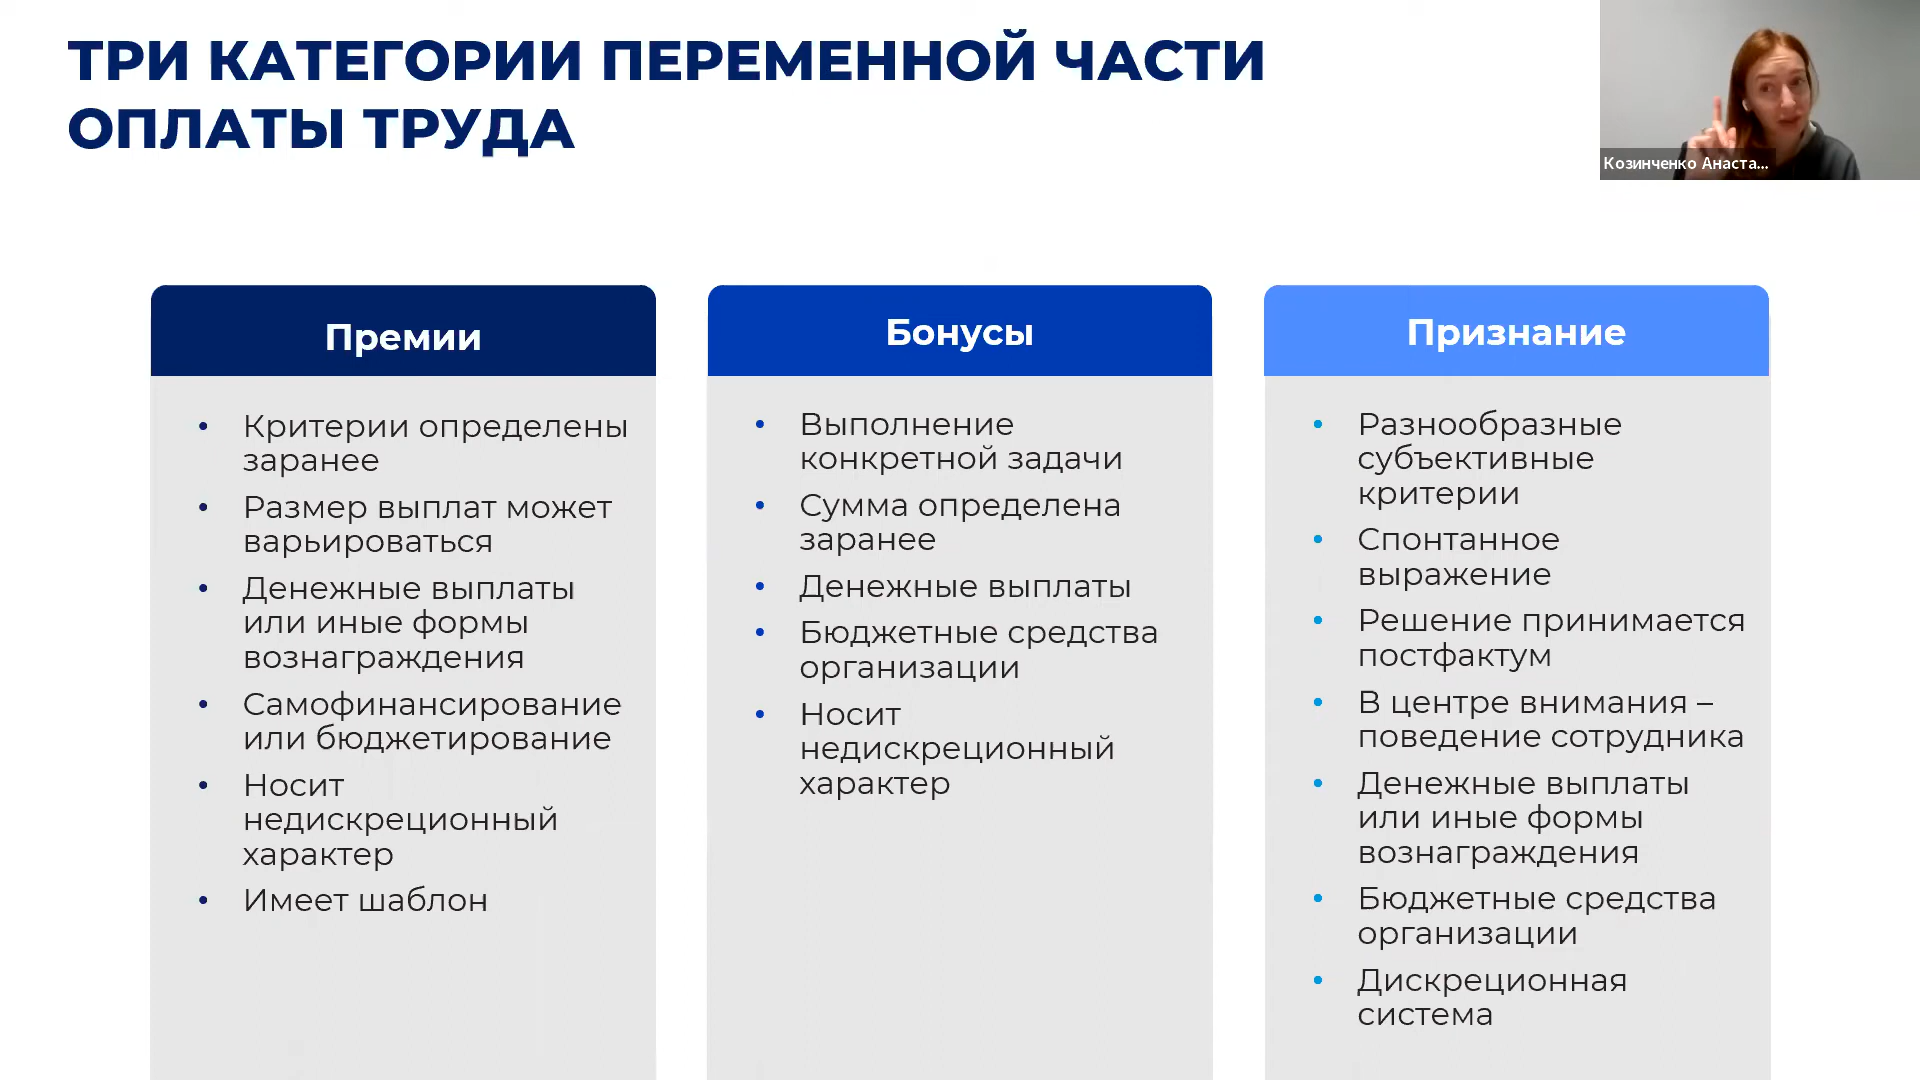 ТРИ КАТЕГОРИИ ПЕРЕМЕННОЙ ЧАСТИ
ОПЛАТЫ ТРУДА
Козинченко Анаста...
Премии
• Критерии определены
заранее
• Размер выплат может
варьироваться
• Денежные выплаты
или иные формы
вознаграждения
• Самофинансирование
или бюджетирование
• Носит
недискреционный
характер
• Имеет шаблон
Бонусы
• Выполнение
конкретной задачи
• Сумма определена
заранее
• Денежные выплаты
• Бюджетные средства
организации
• Носит
недискреционный
характер
Признание
• Разнообразные
субъективные
критерии
• Спонтанное
выражение
• Решение принимается
постфактум
• В центре внимания –
поведение сотрудника
• Денежные выплаты
или иные формы
вознаграждения
• Бюджетные средства
организации
• Дискреционная
система